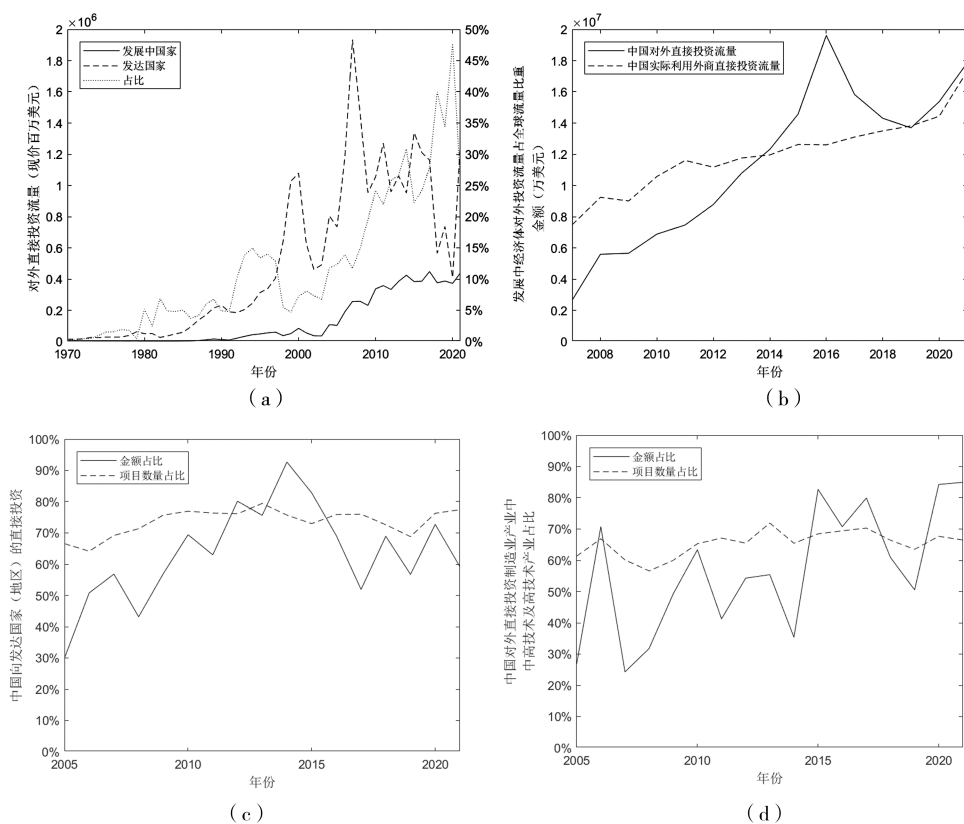 ×10⁶
2
1.8
1.6
1.4
1.2
1
0.8
0.6
0.4
0.2
0
50%
45%
40%
35%
30%
25%
20%
15%
10%
5%
0%
发展中国家
发达国家
占比
对外直接投资流量（现价百万美元）
发展中经济体对外投资流量占全球流量比重
1970 1980 1990 2000 2010 2020
年份
（a）
×10⁷
2
1.8
1.6
1.4
1.2
1
0.8
0.6
0.4
0.2
0
中国对外直接投资流量
中国实际利用外商直接投资流量
金额（万美元）
2008 2010 2012 2014 2016 2018 2020
年份
（b）
100%
90%
80%
70%
60%
50%
40%
30%
20%
10%
0%
金额占比
项目数量占比
中国向发达国家（地区）的直接投资
2005 2010 2015 2020
年份
（c）
100%
90%
80%
70%
60%
50%
40%
30%
20%
10%
0%
金额占比
项目数量占比
中国对外直接投资制造业产业中
中高技术及高技术产业占比
2005 2010 2015 2020
年份
（d）